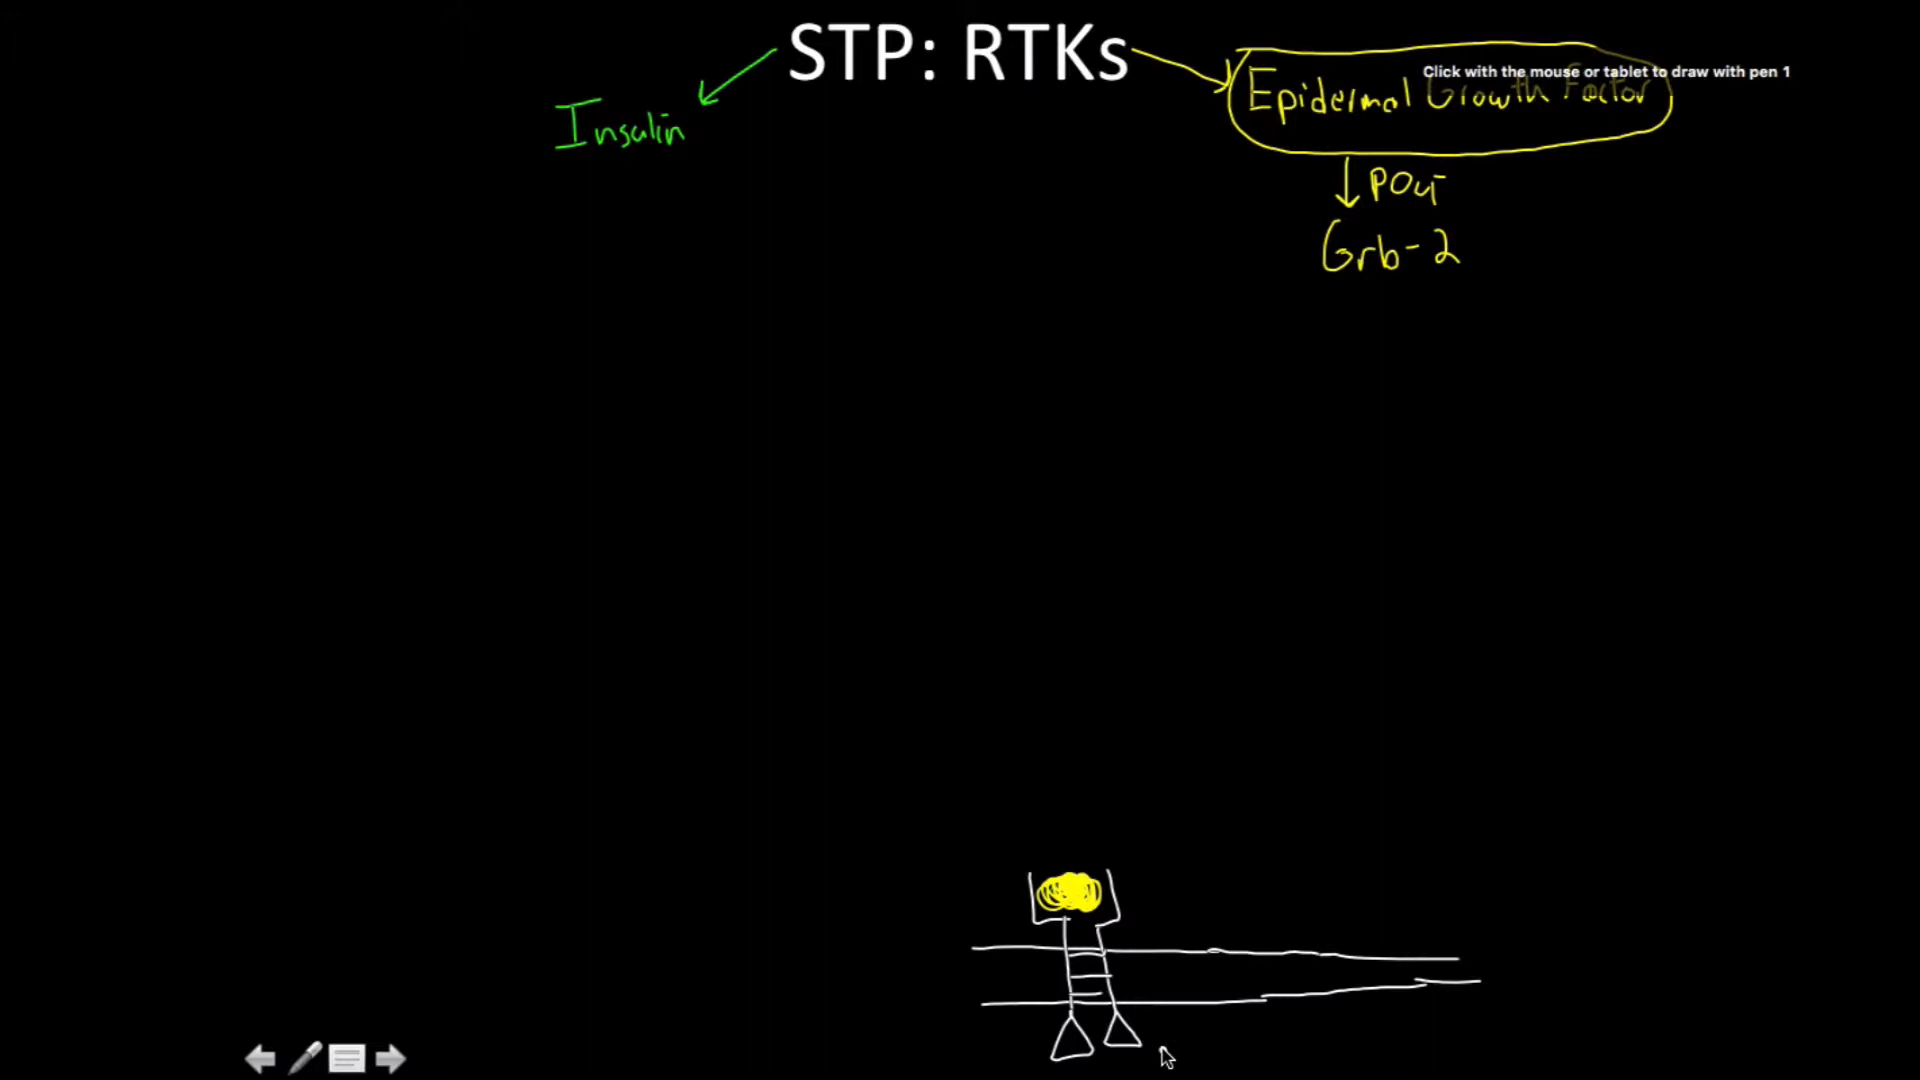 STP: RTKs
Click with the mouse or tablet to draw with pen 1
Epidermal Growth Factor
Insulin
PO4
Grb-2